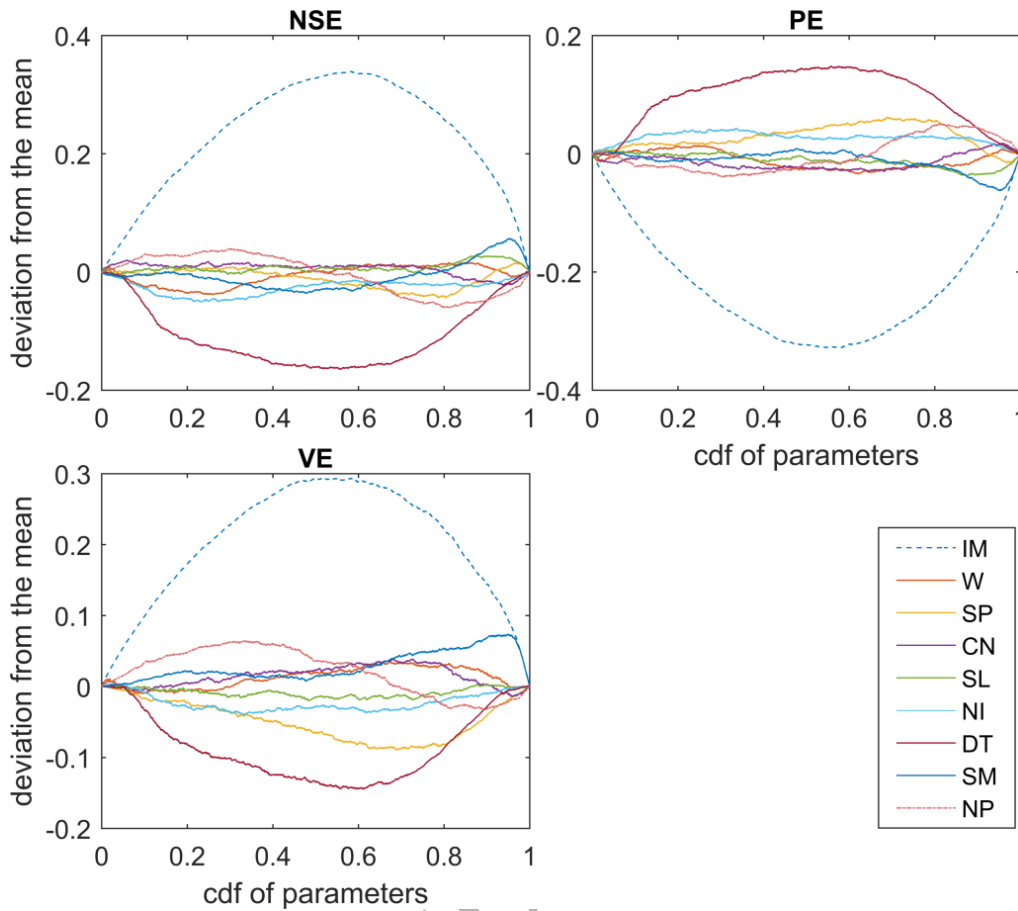 NSE
PE
0.4
0.2
0
-0.2
deviation from the mean
0 0.2 0.4 0.6 0.8 1
0.2
0
-0.2
-0.4
0 0.2 0.4 0.6 0.8 1
cdf of parameters
VE
0.3
0.2
0.1
0
-0.1
-0.2
deviation from the mean
0 0.2 0.4 0.6 0.8 1
cdf of parameters
IM
W
SP
CN
SL
NI
DT
SM
NP